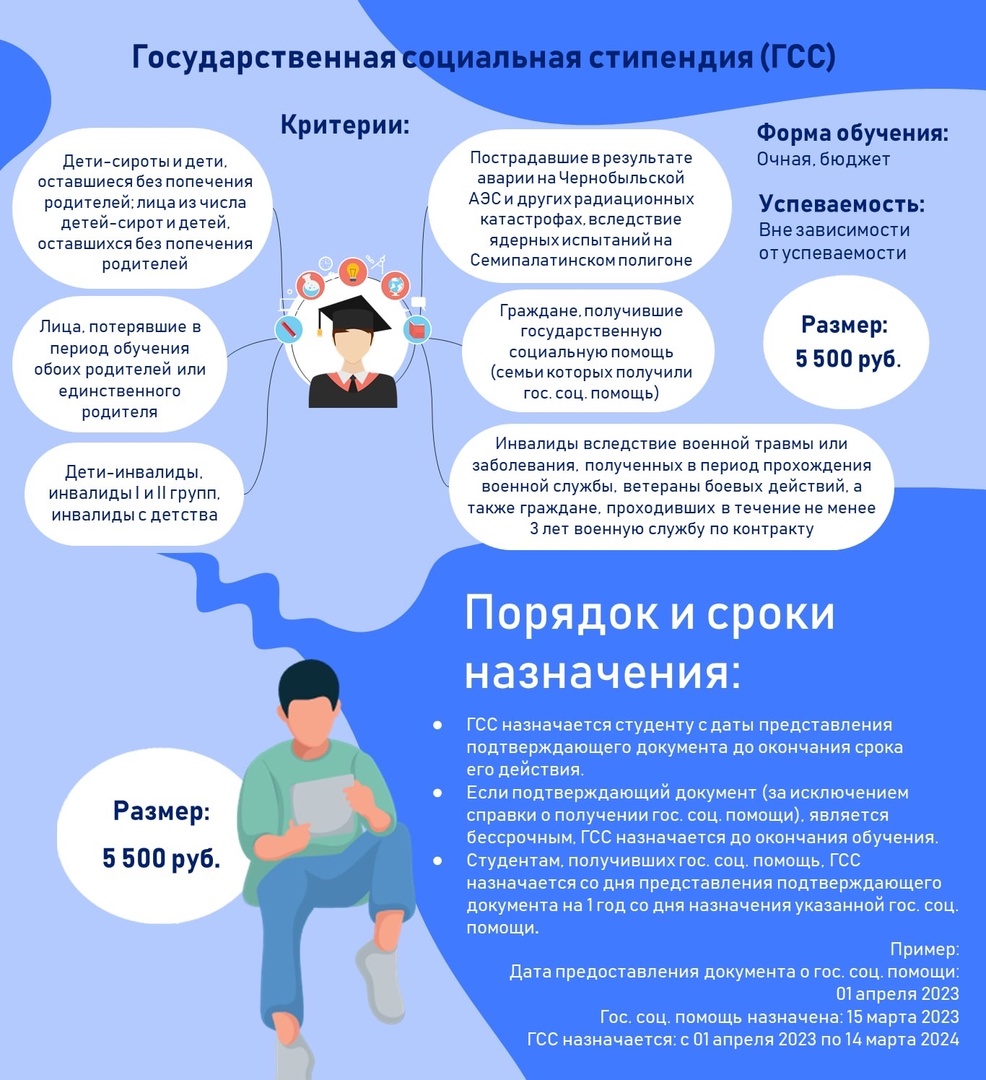 Государственная социальная стипендия (ГСС)
Критерии:
Дети-сироты и дети,
оставшиеся без попечения
родителей; лица из числа
детей-сирот и детей,
оставшихся без попечения
родителей
Лица, потерявшие в
период обучения
обоих родителей или
единственного
родителя
Дети-инвалиды,
инвалиды I и II групп,
инвалиды с детства
Пострадавшие в результате
аварии на Чернобыльской
АЭС и других радиационных
катастрофах, вследствие
ядерных испытаний на
Семипалатинском полигоне
Граждане, получившие
государственную
социальную помощь
(семьи которых получили
гос. соц. помощь)
Инвалиды вследствие военной травмы или
заболевания, полученных в период прохождения
военной службы, ветераны боевых действий, а
также граждане, проходивших в течение не менее
3 лет военную службу по контракту
Форма обучения:
Очная, бюджет
Успеваемость:
Вне зависимости
от успеваемости
Размер:
5 500 руб.
Порядок и сроки
назначения:
● ГСС назначается студенту с даты представления
подтверждающего документа до окончания срока
его действия.
● Если подтверждающий документ (за исключением
справки о получении гос. соц. помощи), является
бессрочным, ГСС назначается до окончания обучения.
● Студентам, получивших гос. соц. помощь, ГСС
назначается со дня представления подтверждающего
документа на 1 год со дня назначения указанной гос. соц.
помощи.
Пример:
Дата предоставления документа о гос. соц. помощи:
01 апреля 2023
Гос. соц. помощь назначена: 15 марта 2023
ГСС назначается: с 01 апреля 2023 по 14 марта 2024
Размер:
5 500 руб.